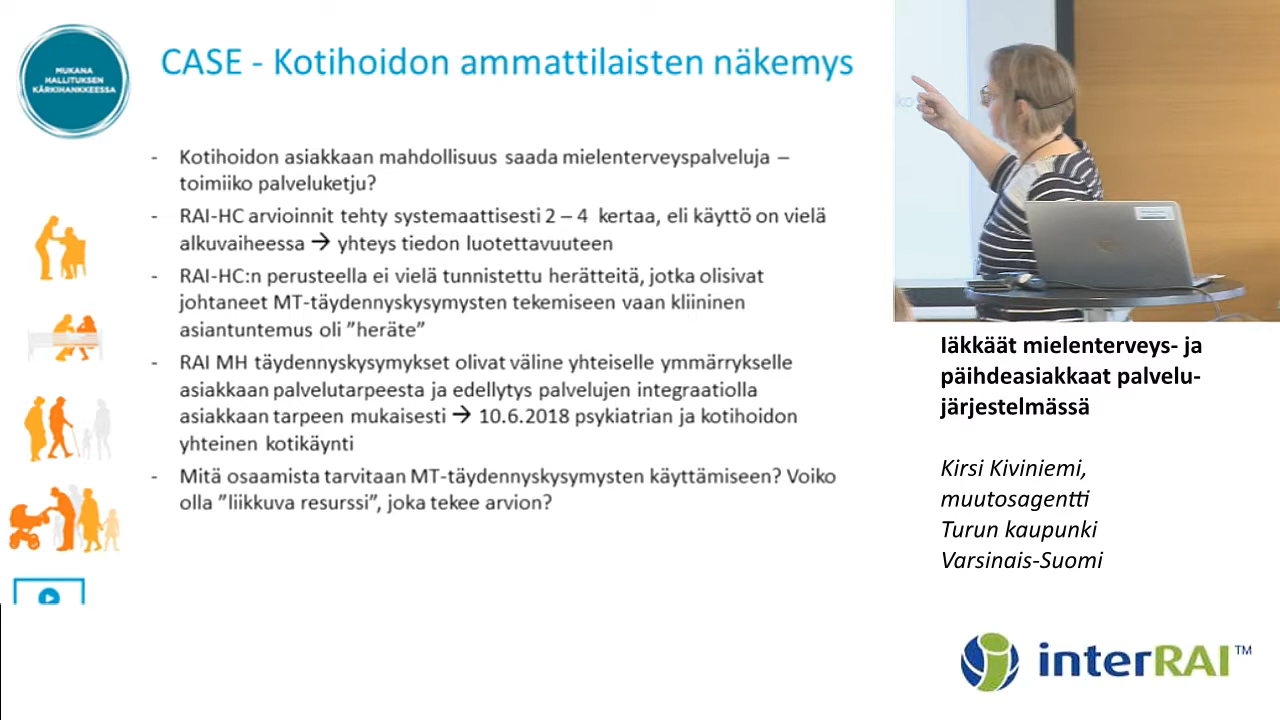 MUKANA
HALLITUKSEN
KÄRKIHANKKEESSA
CASE - Kotihoidon ammattilaisten näkemys
- Kotihoidon asiakkaan mahdollisuus saada mielenterveyspalveluja –
toimiiko palveluketju?
- RAI-HC arvioinnit tehty systemaattisesti 2 – 4 kertaa, eli käyttö on vielä
alkuvaiheessa → yhteys tiedon luotettavuuteen
- RAI-HC:n perusteella ei vielä tunnistettu herätteitä, jotka olisivat
johtaneet MT-täydennyskysymysten tekemiseen vaan kliininen
asiantuntemus oli ”heräte”
- RAI MH täydennyskysymykset olivat väline yhteiselle ymmärrykselle
asiakkaan palvelutarpeesta ja edellytys palvelujen integraatiolla
asiakkaan tarpeen mukaisesti → 10.6.2018 psykiatrian ja kotihoidon
yhteinen kotikäynti
- Mitä osaamista tarvitaan MT-täydennyskysymysten käyttämiseen? Voiko
olla ”liikkuva resurssi”, joka tekee arvion?
Iäkkäät mielenterveys- ja
päihdeasiakkaat palvelu-
järjestelmässä
Kirsi Kiviniemi,
muutosagentti
Turun kaupunki
Varsinais-Suomi
interRAI™